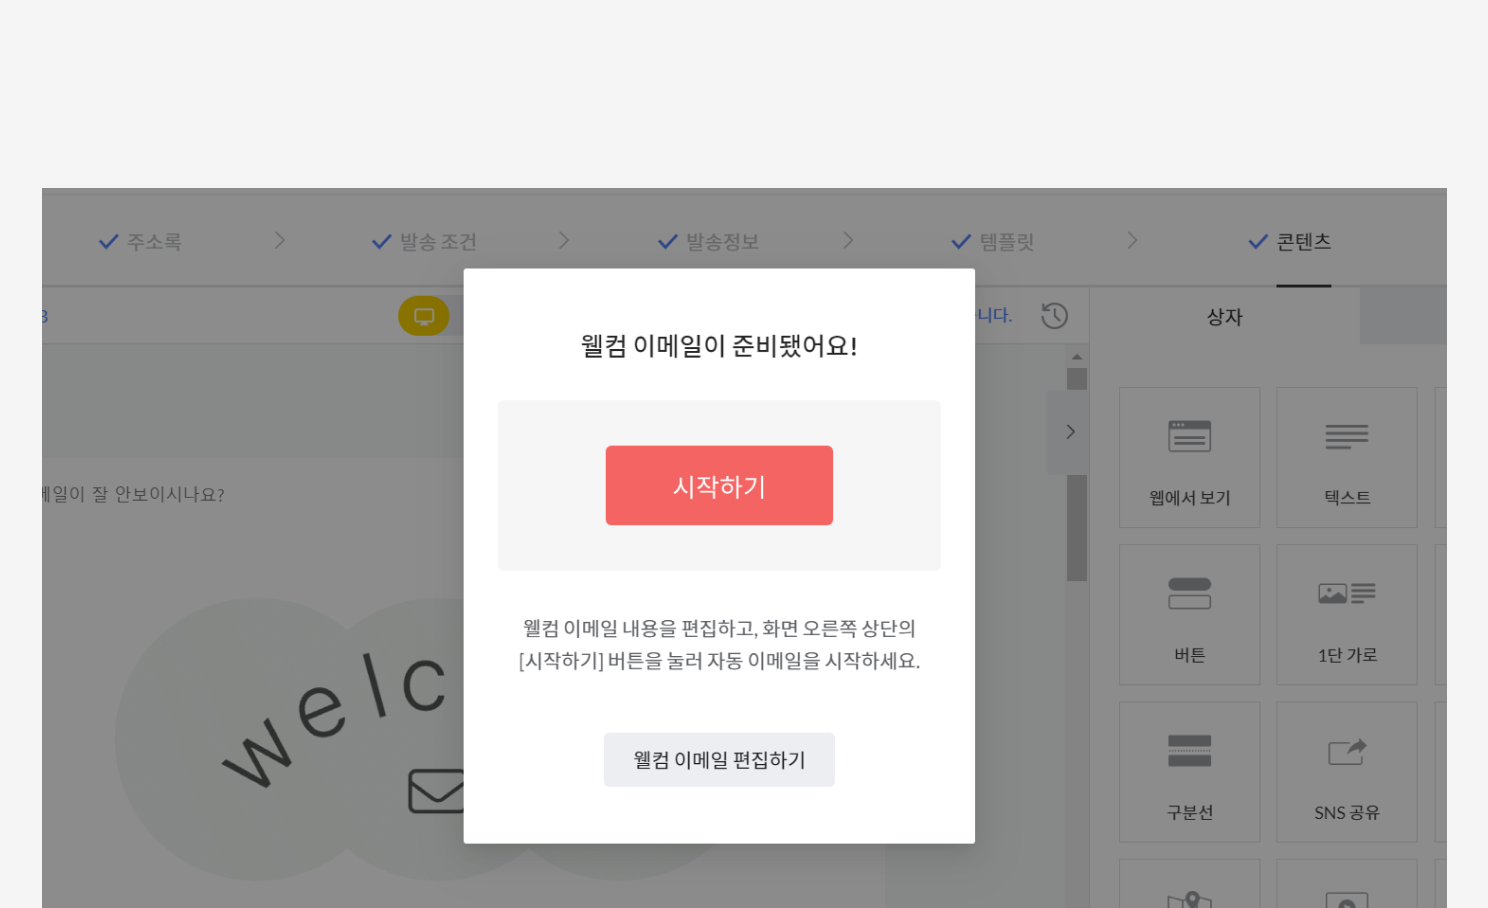 주소록
발송 조건
발송정보
템플릿
콘텐츠
니다.
상자
웰컴 이메일이 준비됐어요!
시작하기
웰컴 이메일 내용을 편집하고, 화면 오른쪽 상단의
[시작하기] 버튼을 눌러 자동 이메일을 시작하세요.
웰컴 이메일 편집하기
메일이 잘 안보이시나요?
welc
웹에서 보기
텍스트
버튼
1단 가로
구분선
SNS 공유